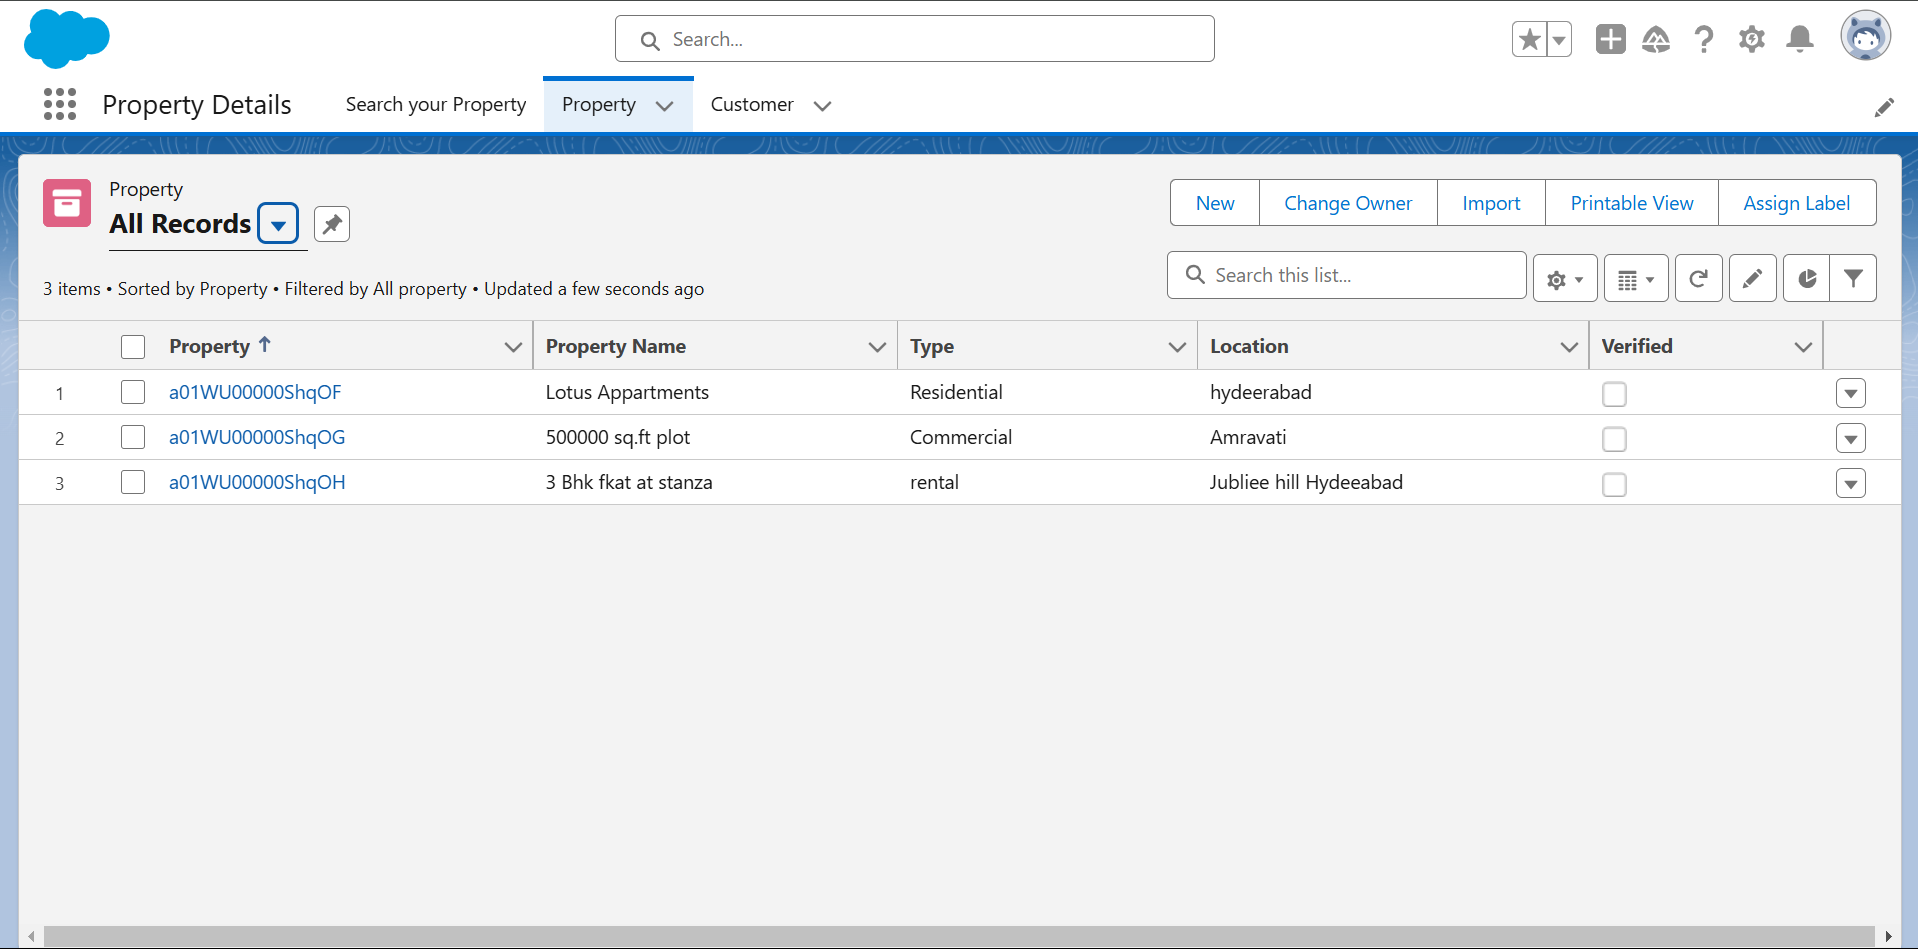 Search...
Property Details
Search your Property
Property
Customer
Property
All Records
New
Change Owner
Import
Printable View
Assign Label
3 items • Sorted by Property • Filtered by All property • Updated a few seconds ago
Search this list...
Property Property Name Type Location Verified
1 a01WU00000ShqOF Lotus Appartments Residential hydeerabad
2 a01WU00000ShqOG 500000 sq.ft plot Commercial Amravati
3 a01WU00000ShqOH 3 Bhk fkat at stanza rental Jubliee hill Hydeeabad